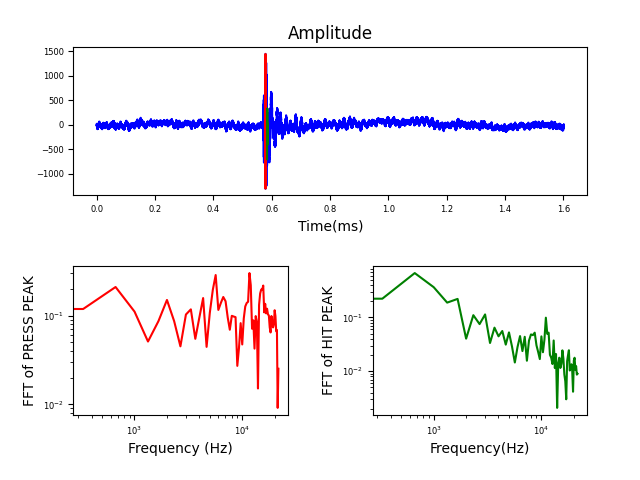 Amplitude
1500
1000
500
0
−500
−1000
0.0 0.2 0.4 0.6 0.8 1.0 1.2 1.4 1.6
Time(ms)
FFT of PRESS PEAK
10⁻¹
10⁻²
10³ 10⁴
Frequency (Hz)
FFT of HIT PEAK
10⁻¹
10⁻²
10³ 10⁴
Frequency(Hz)